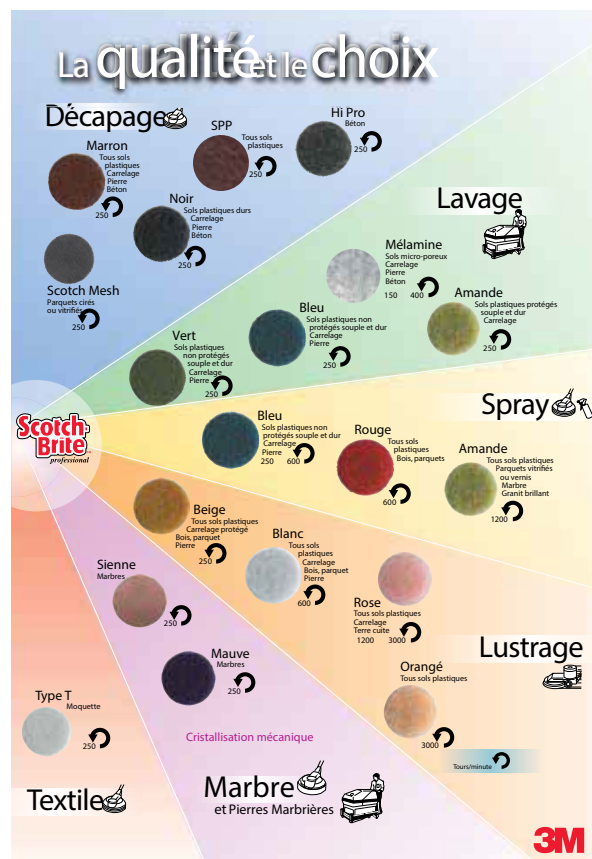 La qualité et le choix
Décapage
Marron
Tous sols
plastiques
Carrelage
Pierre
Béton
250
SPP
Tous sols
plastiques
250
Hi Pro
Béton
250
Noir
Sols plastiques durs
Carrelage
Pierre
Béton
250
Scotch Mesh
Parquets cirés
ou vitrifiés
250
Lavage
Mélamine
Sols micro-poreux
Carrelage
Pierre
Béton
150 400
Amande
Sols plastiques protégés
souple et dur
Carrelage
250
Bleu
Sols plastiques non
protégés souple et dur
Carrelage
Pierre
250
Vert
Sols plastiques
non protégés
souple et dur
Carrelage
Pierre
250
Scotch-
Brite
professional
Spray
Bleu
Sols plastiques non
protégés souple et dur
Carrelage
Pierre
250 600
Rouge
Tous sols
plastiques
Bois, parquets
600
Amande
Tous sols plastiques
Parquets vitrifiés
ou vernis
Marbre
Granit brillant
1200
Beige
Tous sols plastiques
Carrelage protégé
Bois, parquet
Pierre
250
Blanc
Tous sols
plastiques
Carrelage
Bois, parquet
Pierre
600
Rose
Tous sols plastiques
Carrelage
Terre cuite
1200 3000
Lustrage
Orangé
Tous sols plastiques
3000
Tours/minute
Sienne
Marbres
250
Mauve
Marbres
250
Cristallisation mécanique
Marbre
et Pierres Marbrières
Type T
Moquette
250
Textile
3M